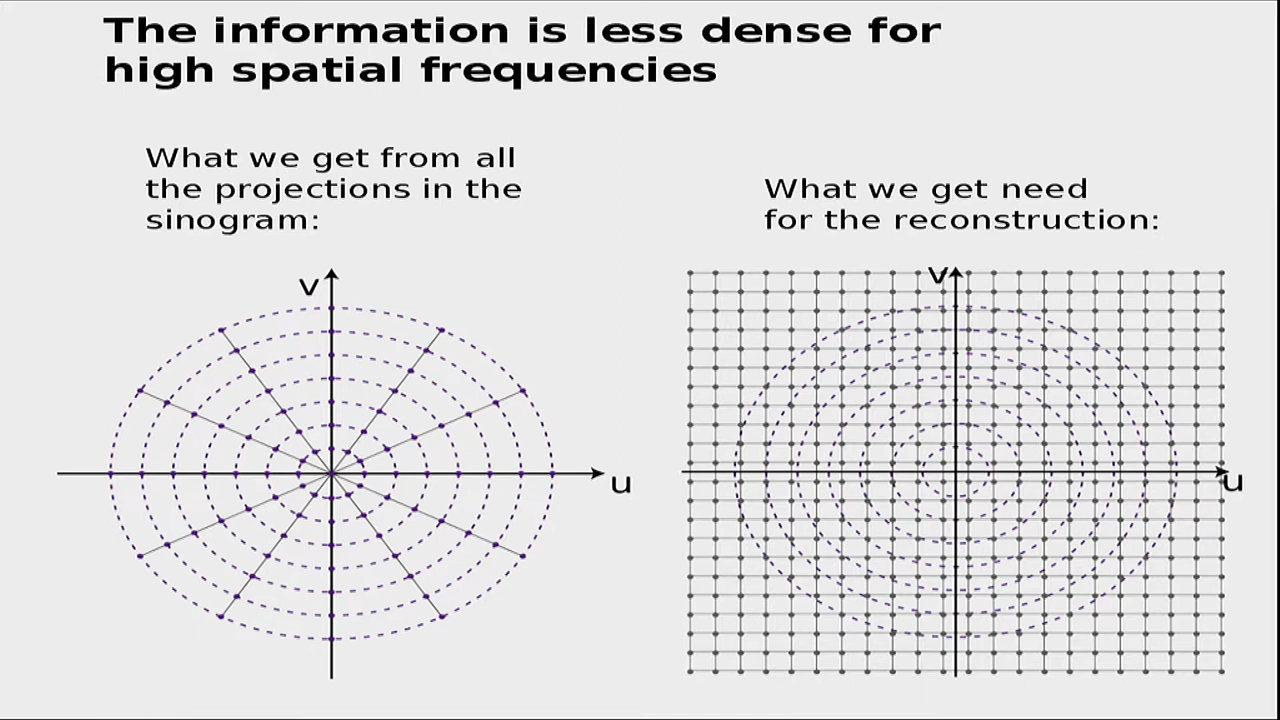 The information is less dense for
high spatial frequencies
What we get from all
the projections in the
sinogram:
What we get need
for the reconstruction:
v
u
v
u